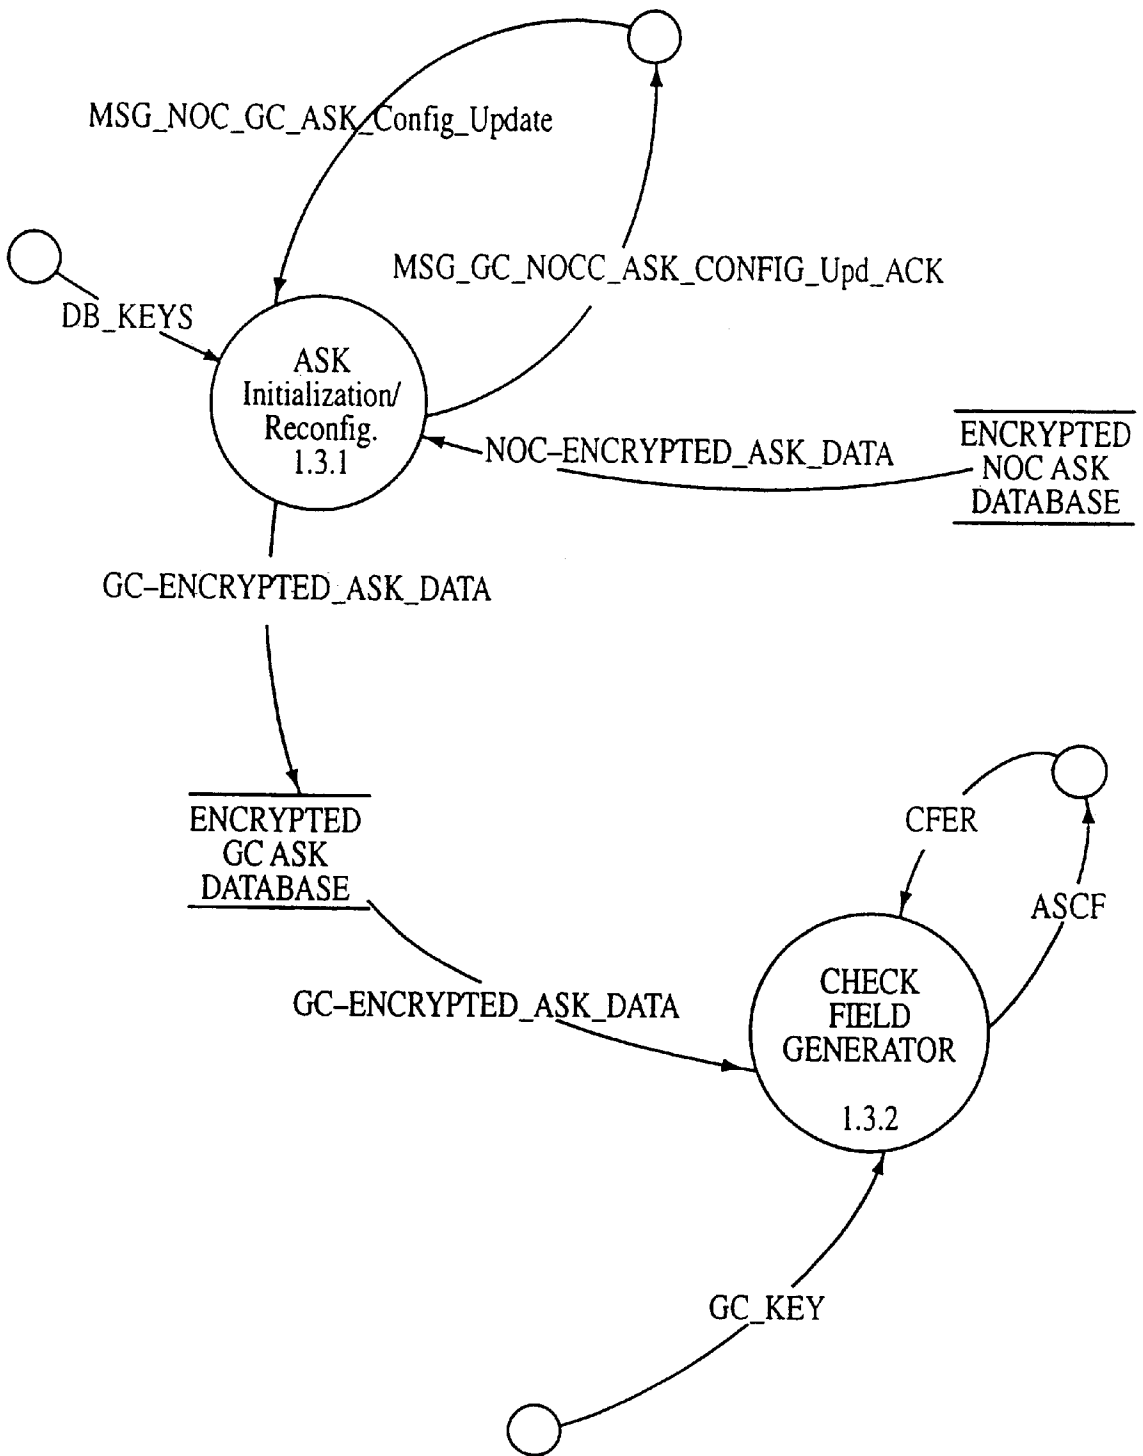 MSG_NOC_GC_ASK_Config_Update
MSG_GC_NOCC_ASK_CONFIG_Upd_ACK
DB_KEYS
ASK
Initialization/
Reconfig.
1.3.1
NOC–ENCRYPTED_ASK_DATA
ENCRYPTED
NOC ASK
DATABASE
GC–ENCRYPTED_ASK_DATA
ENCRYPTED
GC ASK
DATABASE
CFER
ASCF
GC–ENCRYPTED_ASK_DATA
CHECK
FIELD
GENERATOR
1.3.2
GC_KEY